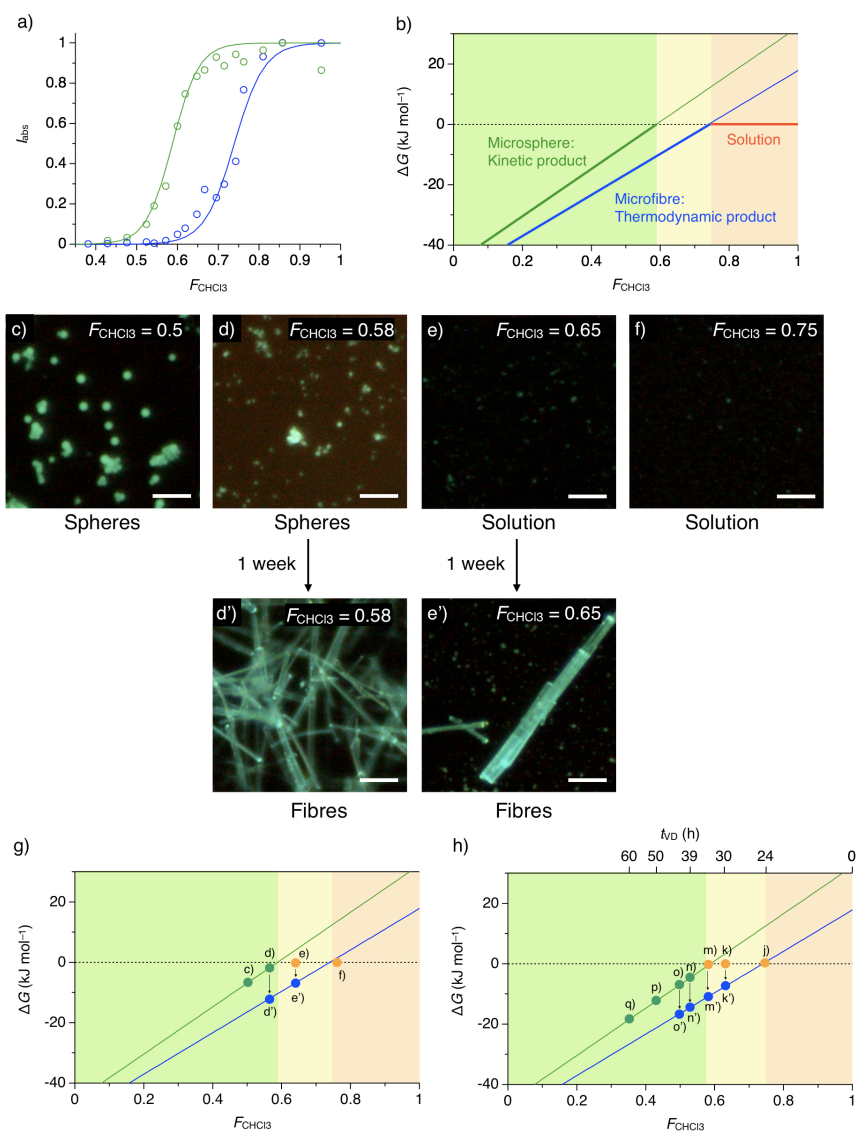 a)
1
0.8
0.6
0.4
0.2
0
Iabs
0.4 0.5 0.6 0.7 0.8 0.9 1
FCHCl3
b)
20
0
-20
-40
ΔG (kJ mol⁻¹)
Microsphere:
Kinetic product
Solution
Microfibre:
Thermodynamic product
0 0.2 0.4 0.6 0.8 1
FCHCl3
c) FCHCl3 = 0.5
d) FCHCl3 = 0.58
e) FCHCl3 = 0.65
f) FCHCl3 = 0.75
Spheres
Spheres
Solution
Solution
1 week
1 week
d') FCHCl3 = 0.58
e') FCHCl3 = 0.65
Fibres
Fibres
g)
20
0
-20
-40
ΔG (kJ mol⁻¹)
c)
d)
e)
f)
d')
e')
0 0.2 0.4 0.6 0.8 1
FCHCl3
h)
tVD (h)
60 50 39 30 24 0
20
0
-20
-40
ΔG (kJ mol⁻¹)
q)
p)
o)
n)
m)
k)
j)
o')
n')
m')
k')
0 0.2 0.4 0.6 0.8 1
FCHCl3